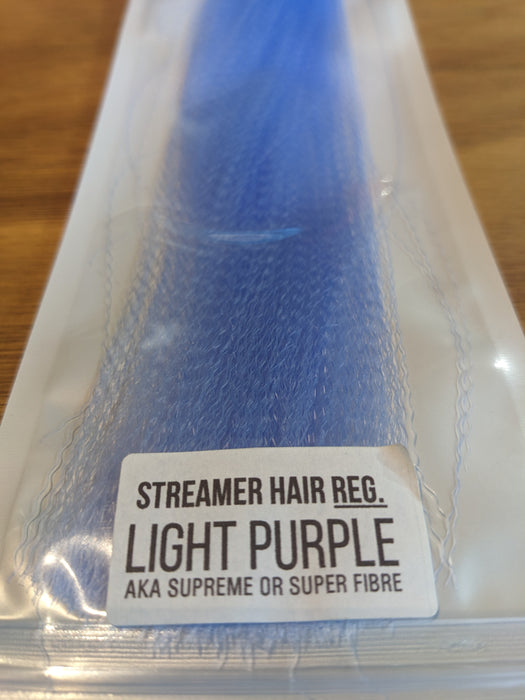 STREAMER HAIR REG.
LIGHT PURPLE
AKA SUPREME OR SUPER FIBRE